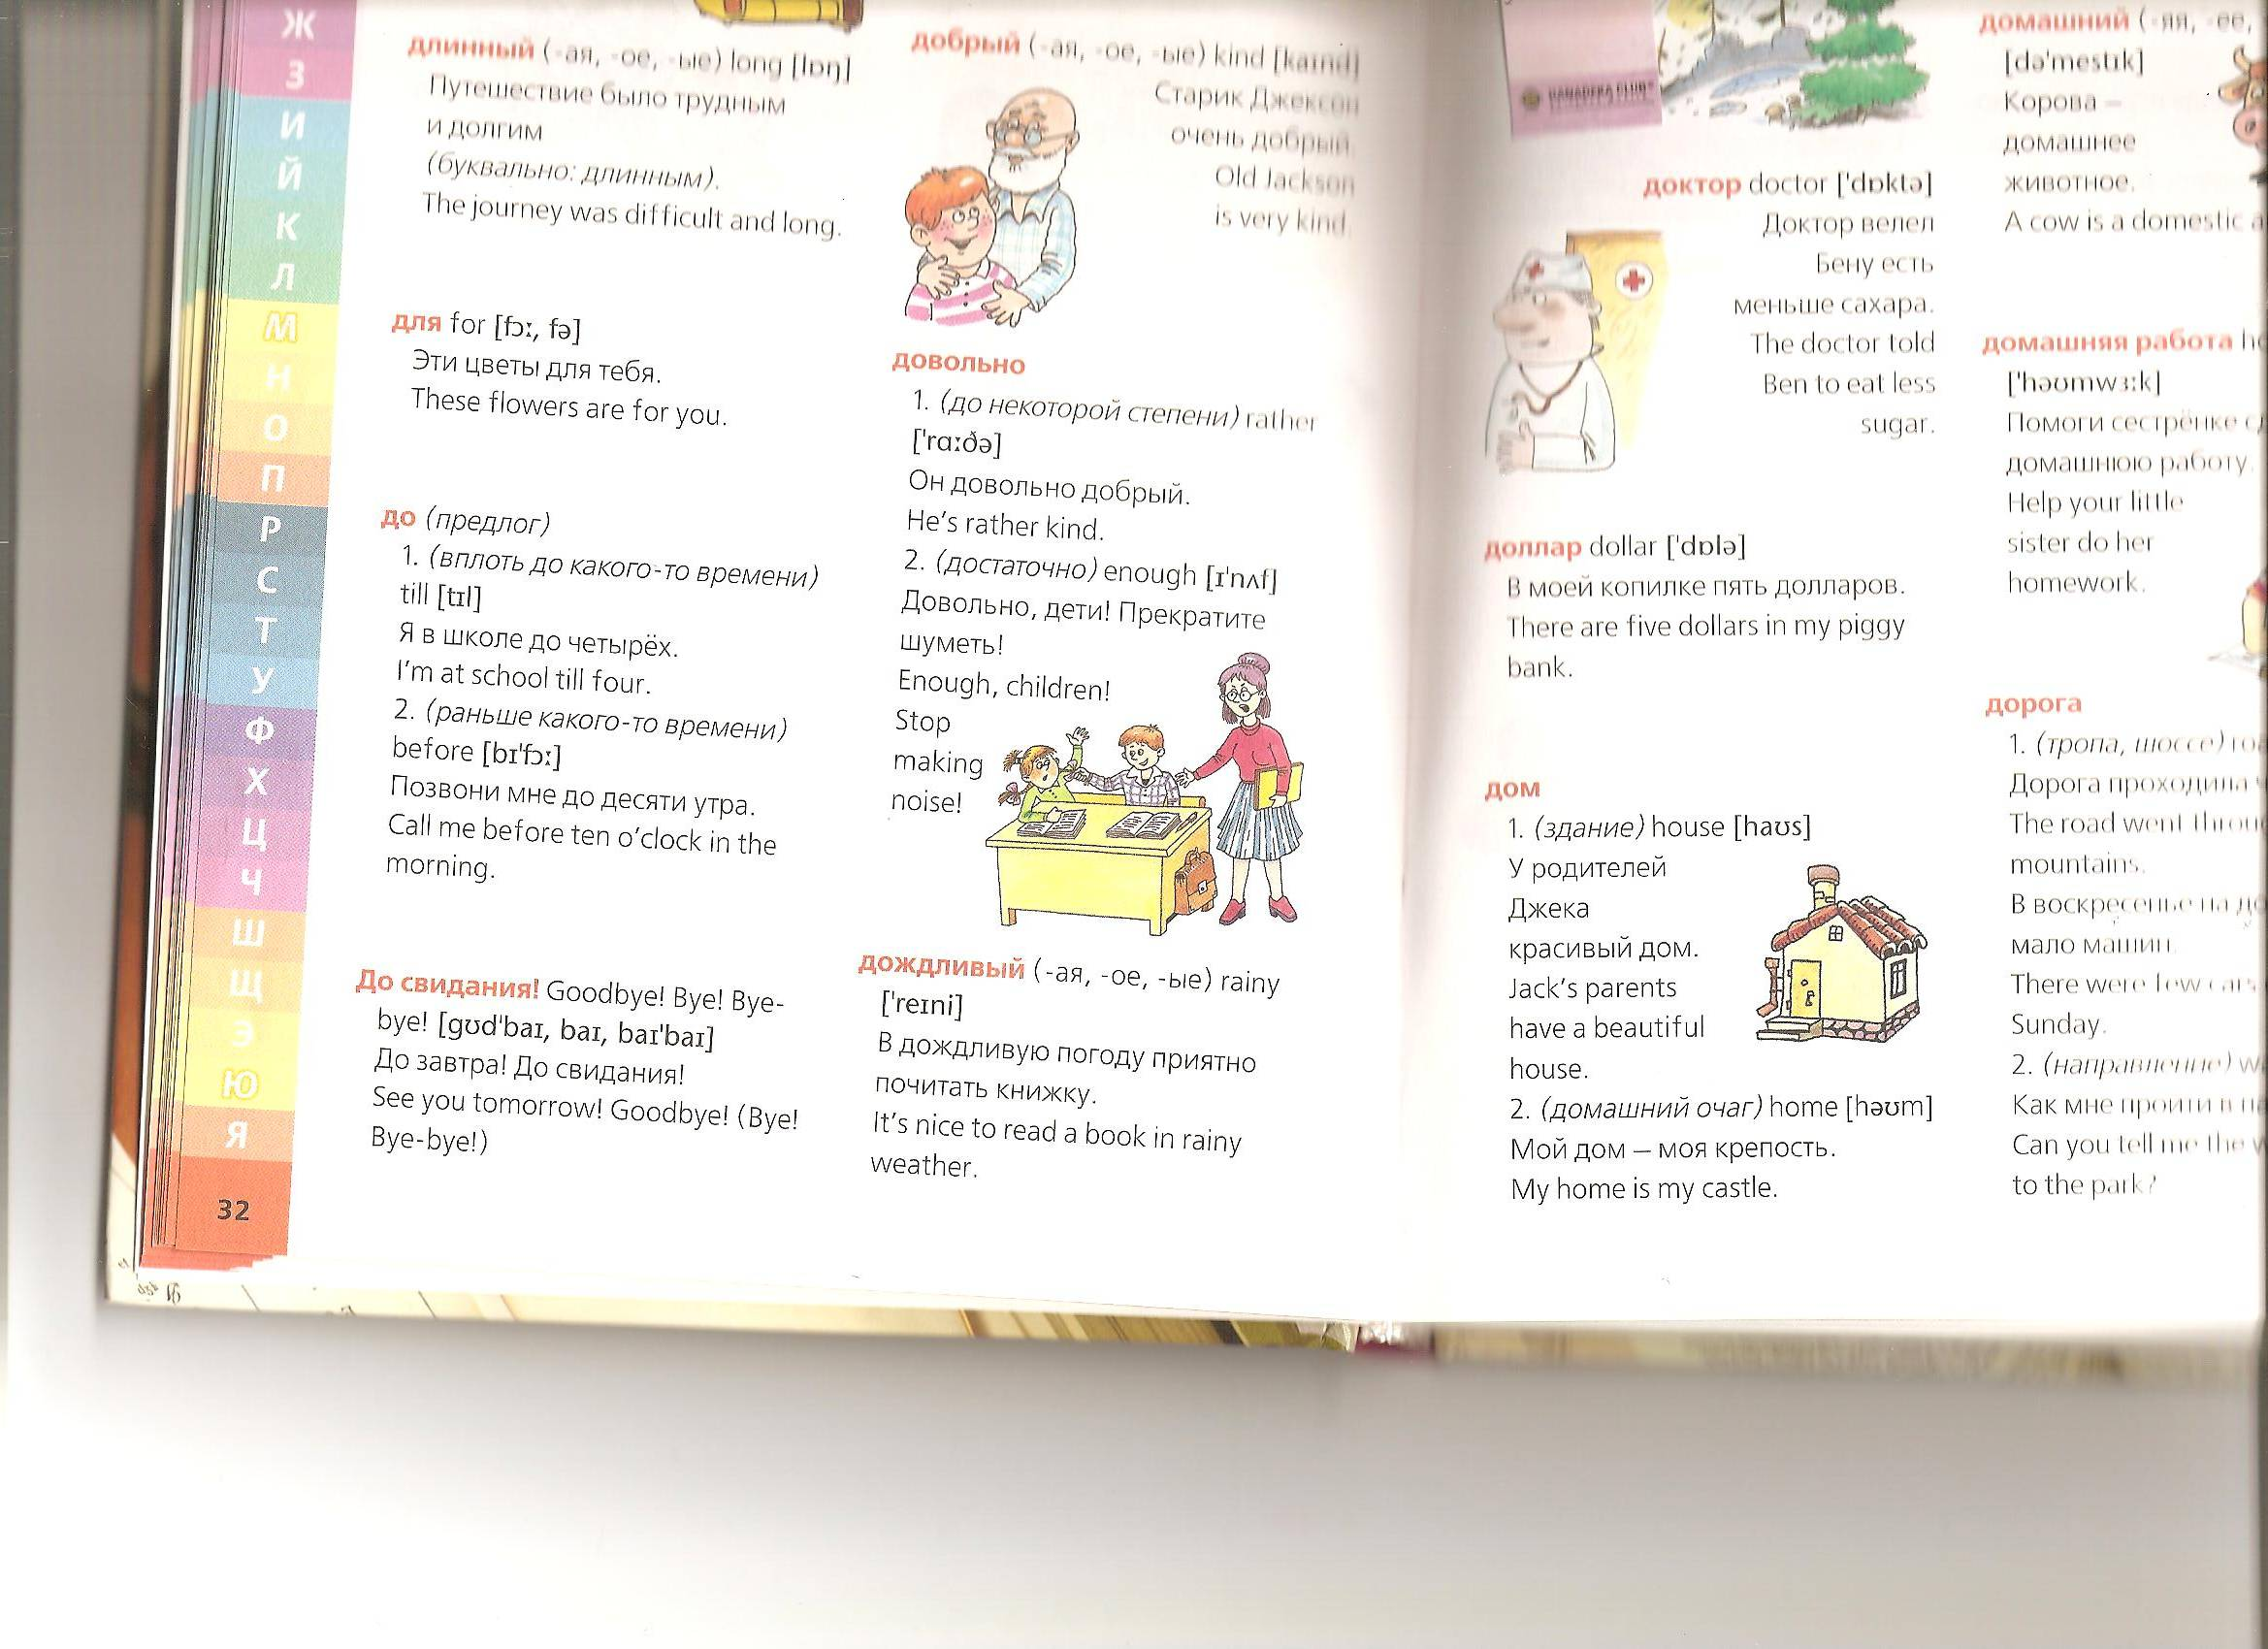 Ж
З
И
Й
К
Л
М
Н
О
П
Р
С
Т
У
Ф
Х
Ц
Ч
Ш
Щ
Э
Ю
Я
32
длинный (-ая, -ое, -ые) long [lɒŋ]
Путешествие было трудным
и долгим
(буквально: длинным).
The journey was difficult and long.
для for [fɔː, fə]
Эти цветы для тебя.
These flowers are for you.
до (предлог)
1. (вплоть до какого-то времени)
till [tɪl]
Я в школе до четырёх.
I'm at school till four.
2. (раньше какого-то времени)
before [bɪ'fɔː]
Позвони мне до десяти утра.
Call me before ten o'clock in the
morning.
До свидания! Goodbye! Bye! Bye-
bye! [gʊd'baɪ, baɪ, baɪ'baɪ]
До завтра! До свидания!
See you tomorrow! Goodbye! (Bye!
Bye-bye!)
добрый (-ая, -ое, -ые) kind [kaɪnd]
Старик Джексон
очень добрый.
Old Jackson
is very kind.
довольно
1. (до некоторой степени) rather
['rɑːðə]
Он довольно добрый.
He's rather kind.
2. (достаточно) enough [ɪ'nʌf]
Довольно, дети! Прекратите
шуметь!
Enough, children!
Stop
making
noise!
дождливый (-ая, -ое, -ые) rainy
['reɪni]
В дождливую погоду приятно
почитать книжку.
It's nice to read a book in rainy
weather.
доктор doctor ['dɒktə]
Доктор велел
Бену есть
меньше сахара.
The doctor told
Ben to eat less
sugar.
доллар dollar ['dɒlə]
В моей копилке пять долларов.
There are five dollars in my piggy
bank.
дом
1. (здание) house [haʊs]
У родителей
Джека
красивый дом.
Jack's parents
have a beautiful
house.
2. (домашний очаг) home [həʊm]
Мой дом – моя крепость.
My home is my castle.
домашний (-яя, -ее,
[də'mestɪk]
Корова –
домашнее
животное.
A cow is a domestic
домашняя работа
['həʊmwɜːk]
Помоги сестрёнке
домашнюю работу.
Help your little
sister do her
homework.
дорога
1. (тропа, шоссе)
Дорога проходила
The road went
mountains.
В воскресенье на
мало машин.
There were few cars
Sunday.
2. (направление)
Как мне пройти в
Can you tell me the
to the park?